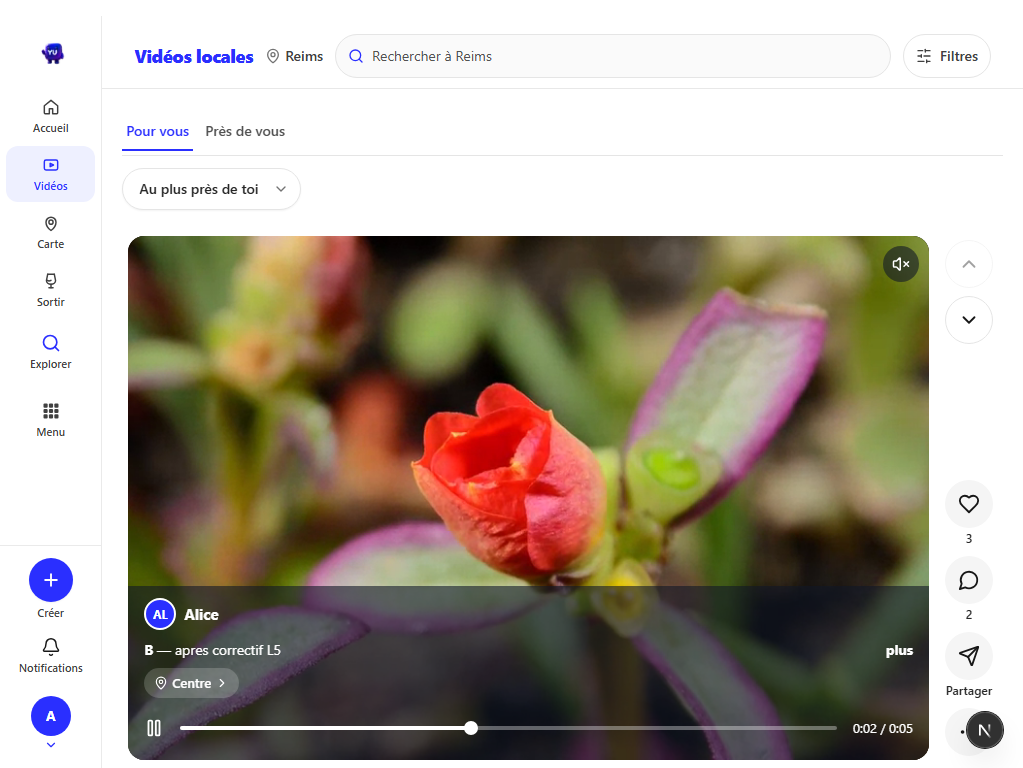 YU
Vidéos locales
Reims
Rechercher à Reims
Filtres
Accueil
Vidéos
Carte
Sortir
Explorer
Menu
Créer
Notifications
A
Pour vous
Près de vous
Au plus près de toi
AL Alice
B — apres correctif L5
plus
Centre
0:02 / 0:05
3
2
Partager
N